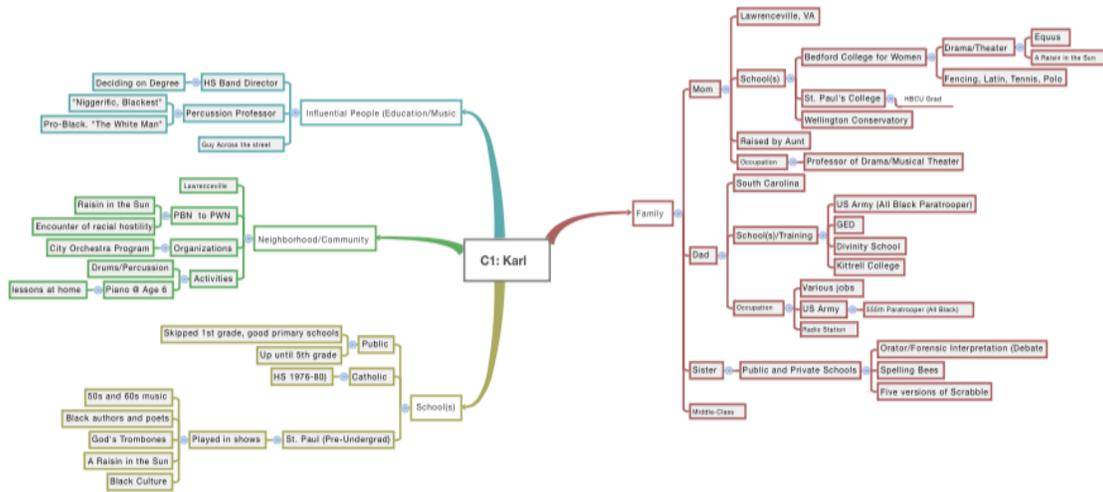 C1: Karl
Influential People (Education/Music
HS Band Director
Deciding on Degree
Percussion Professor
"Niggerific, Blackest"
Pro-Black. "The White Man"
Guy Across the street
Neighborhood/Community
Lawrenceville
PBN to PWN
Raisin in the Sun
Encounter of racial hostility
Organizations
City Orchestra Program
Activities
Drums/Percussion
Piano @ Age 6
lessons at home
School(s)
Public
Skipped 1st grade, good primary schools
Up until 5th grade
Catholic
HS 1976-80)
St. Paul (Pre-Undergrad)
Played in shows
50s and 60s music
Black authors and poets
God's Trombones
A Raisin in the Sun
Black Culture
Family
Mom
Lawrenceville, VA
School(s)
Bedford College for Women
Drama/Theater
Equus
A Raisin in the Sun
Fencing, Latin, Tennis, Polo
St. Paul's College
HBCU Grad
Wellington Conservatory
Raised by Aunt
Occupation
Professor of Drama/Musical Theater
Dad
South Carolina
School(s)/Training
US Army (All Black Paratrooper)
GED
Divinity School
Kittrell College
Occupation
Various jobs
US Army
555th Paratrooper (All Black)
Radio Station
Sister
Public and Private Schools
Orator/Forensic Interpretation (Debate
Spelling Bees
Five versions of Scrabble
Middle-Class